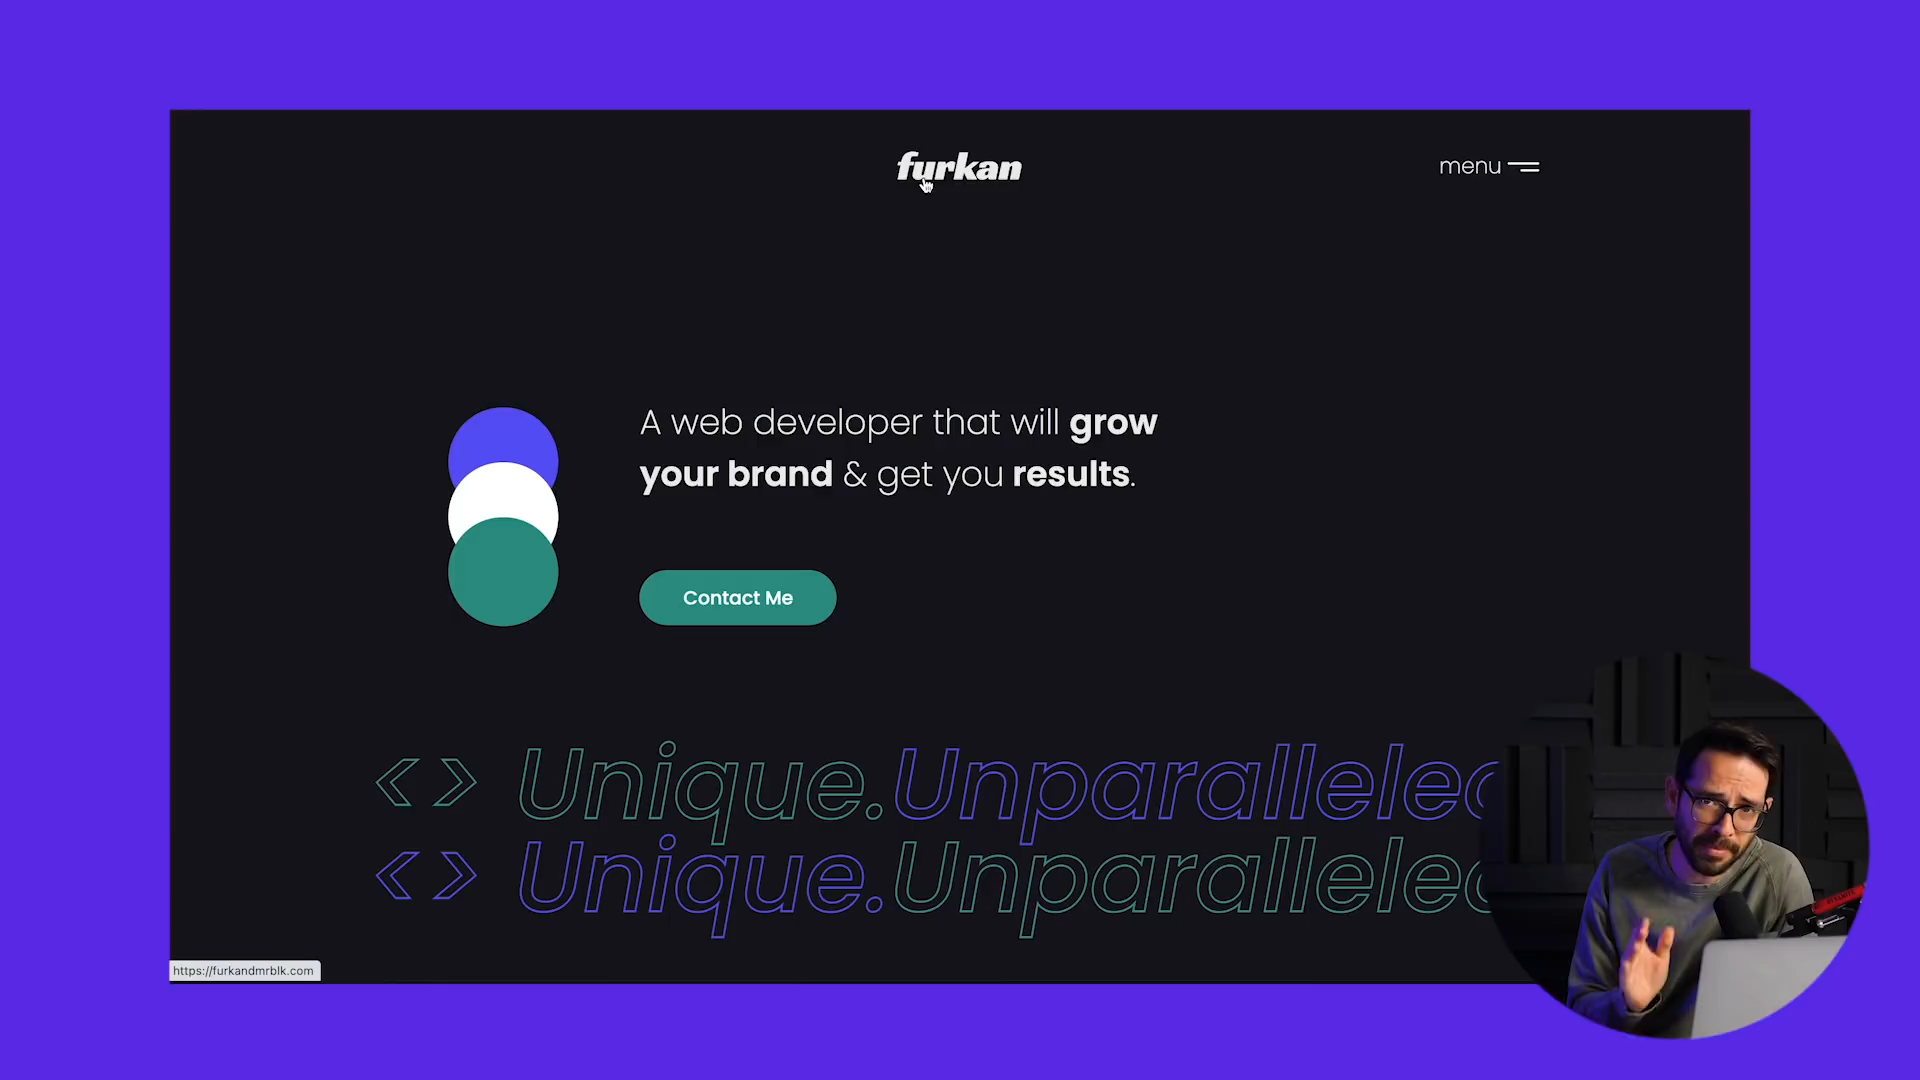 furkan
menu
A web developer that will grow
your brand & get you results.
Contact Me
<> Unique.Unparallelec
<> Unique.Unparallelec
https://furkandmrblk.com